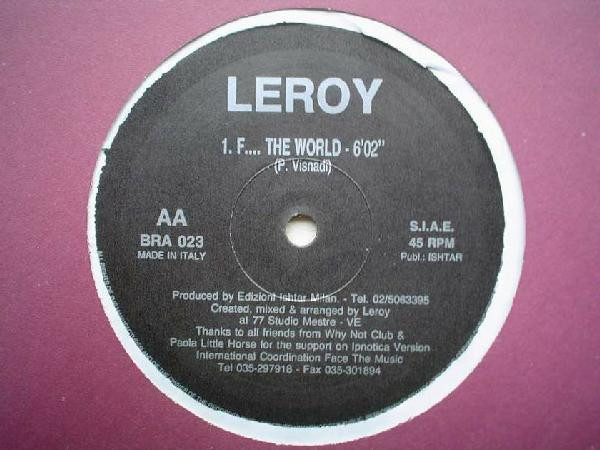 LEROY
1. F.... THE WORLD - 6'02"
(P. Visnadi)
AA
BRA 023
MADE IN ITALY
S.I.A.E.
45 RPM
Publ.: ISHTAR
Produced by Edizioni Ishtar Milan. - Tel. 02/5063395
Created, mixed & arranged by Leroy
at 77 Studio Mestre - VE
Thanks to all friends from Why Not Club &
Paola Little Horse for the support on Ipnotica Version
International Coordination Face The Music
Tel 035-297918 - Fax 035-301894